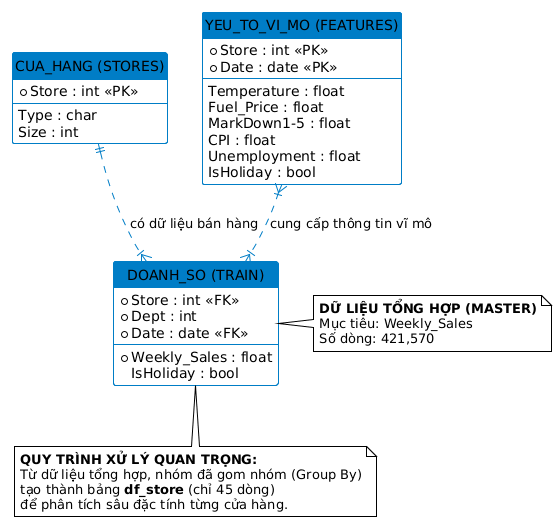 CUA_HANG (STORES)
Store : int «PK»
Type : char
Size : int
YEU_TO_VI_MO (FEATURES)
Store : int «PK»
Date : date «PK»
Temperature : float
Fuel_Price : float
MarkDown1-5 : float
CPI : float
Unemployment : float
IsHoliday : bool
có dữ liệu bán hàng
cung cấp thông tin vĩ mô
DOANH_SO (TRAIN)
Store : int «FK»
Dept : int
Date : date «FK»
Weekly_Sales : float
IsHoliday : bool
DỮ LIỆU TỔNG HỢP (MASTER)
Mục tiêu: Weekly_Sales
Số dòng: 421,570
QUY TRÌNH XỬ LÝ QUAN TRỌNG:
Từ dữ liệu tổng hợp, nhóm đã gom nhóm (Group By)
tạo thành bảng df_store (chỉ 45 dòng)
để phân tích sâu đặc tính từng cửa hàng.